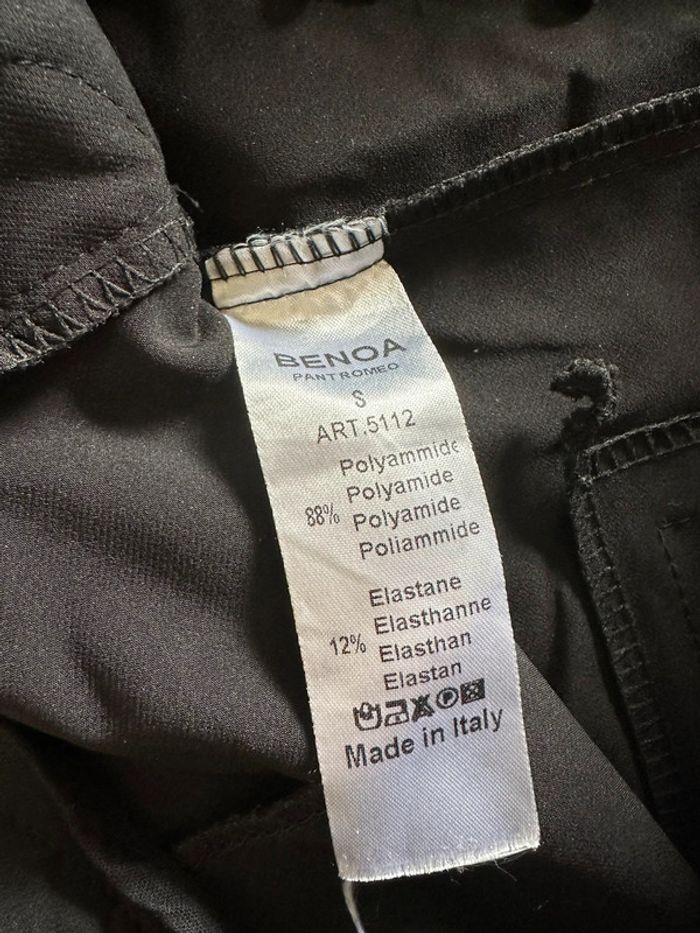 BENOA
PANTROMEO
S
ART.5112
Polyammide
Polyamide
88% Polyamide
Poliammide
Elastane
Elasthanne
12% Elasthan
Elastan
Made in Italy